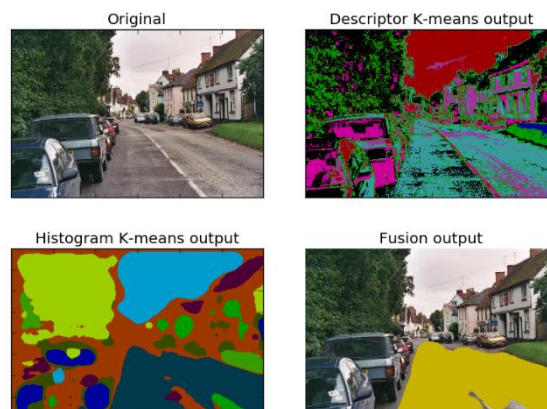 Original
Descriptor K-means output
Histogram K-means output
Fusion output